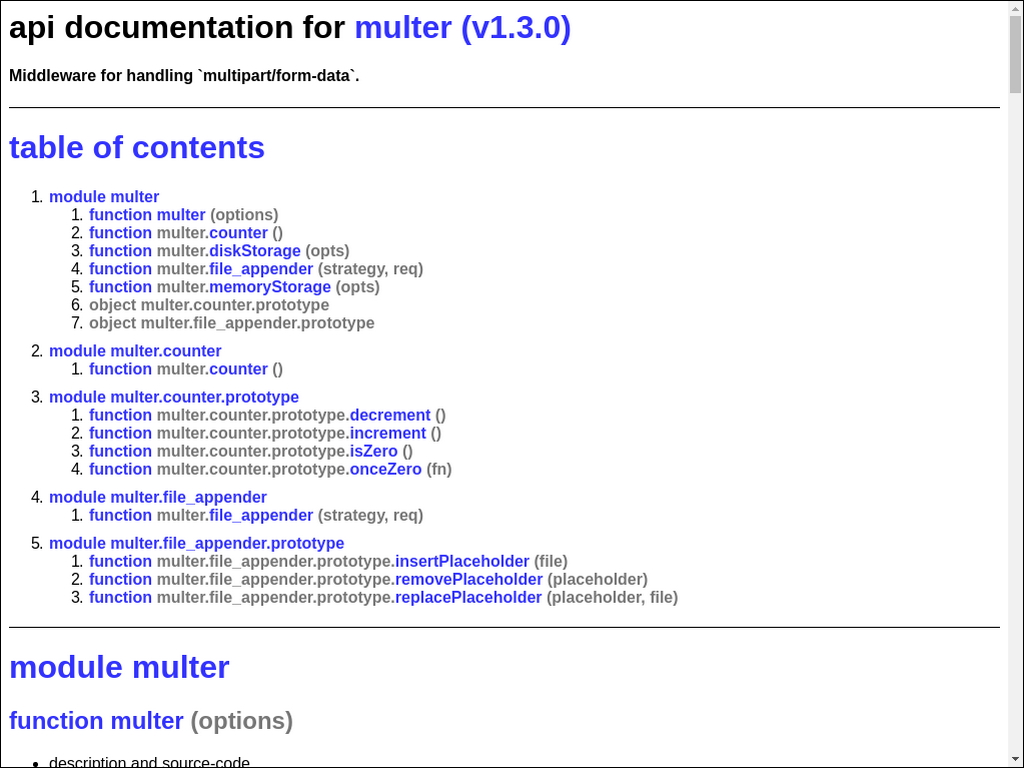 api documentation for multer (v1.3.0)
Middleware for handling `multipart/form-data`.
table of contents
1. module multer
1. function multer (options)
2. function multer.counter ()
3. function multer.diskStorage (opts)
4. function multer.file_appender (strategy, req)
5. function multer.memoryStorage (opts)
6. object multer.counter.prototype
7. object multer.file_appender.prototype
2. module multer.counter
1. function multer.counter ()
3. module multer.counter.prototype
1. function multer.counter.prototype.decrement ()
2. function multer.counter.prototype.increment ()
3. function multer.counter.prototype.isZero ()
4. function multer.counter.prototype.onceZero (fn)
4. module multer.file_appender
1. function multer.file_appender (strategy, req)
5. module multer.file_appender.prototype
1. function multer.file_appender.prototype.insertPlaceholder (file)
2. function multer.file_appender.prototype.removePlaceholder (placeholder)
3. function multer.file_appender.prototype.replacePlaceholder (placeholder, file)
module multer
function multer (options)
• description and source-code